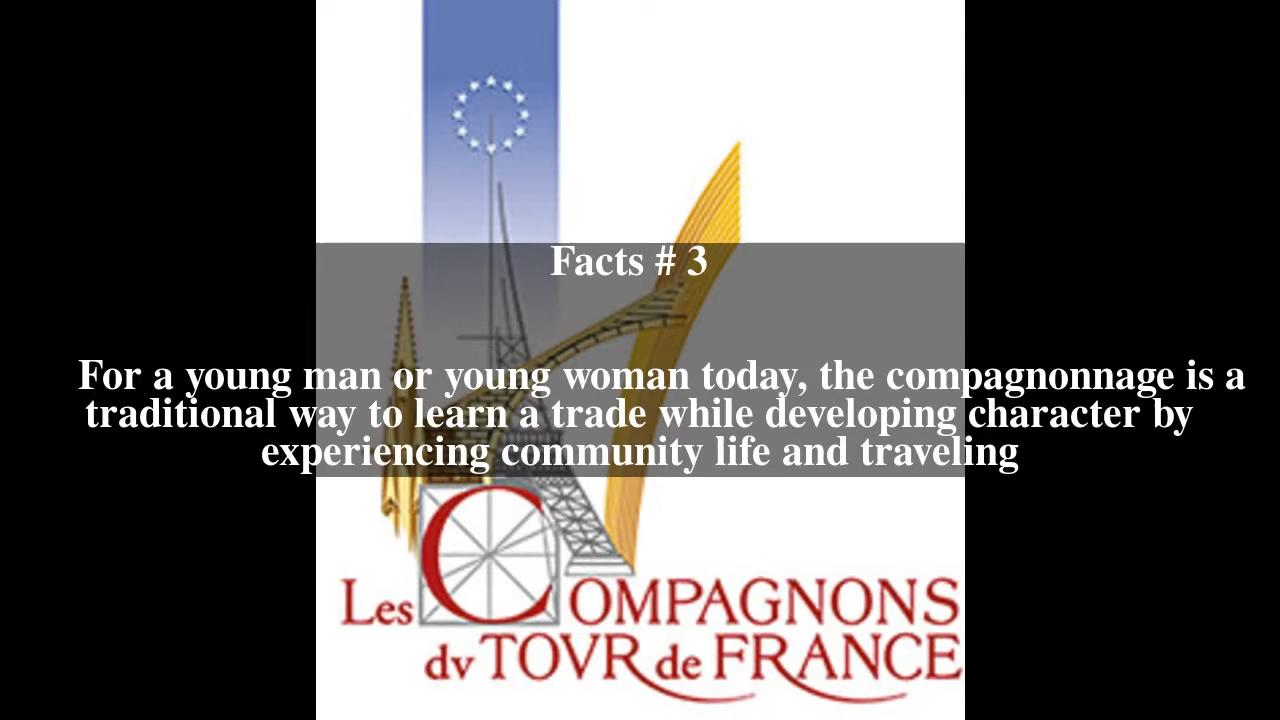 Facts # 3
For a young man or young woman today, the compagnonnage is a
traditional way to learn a trade while developing character by
experiencing community life and traveling
Les COMPAGNONS
dv TOVR de FRANCE